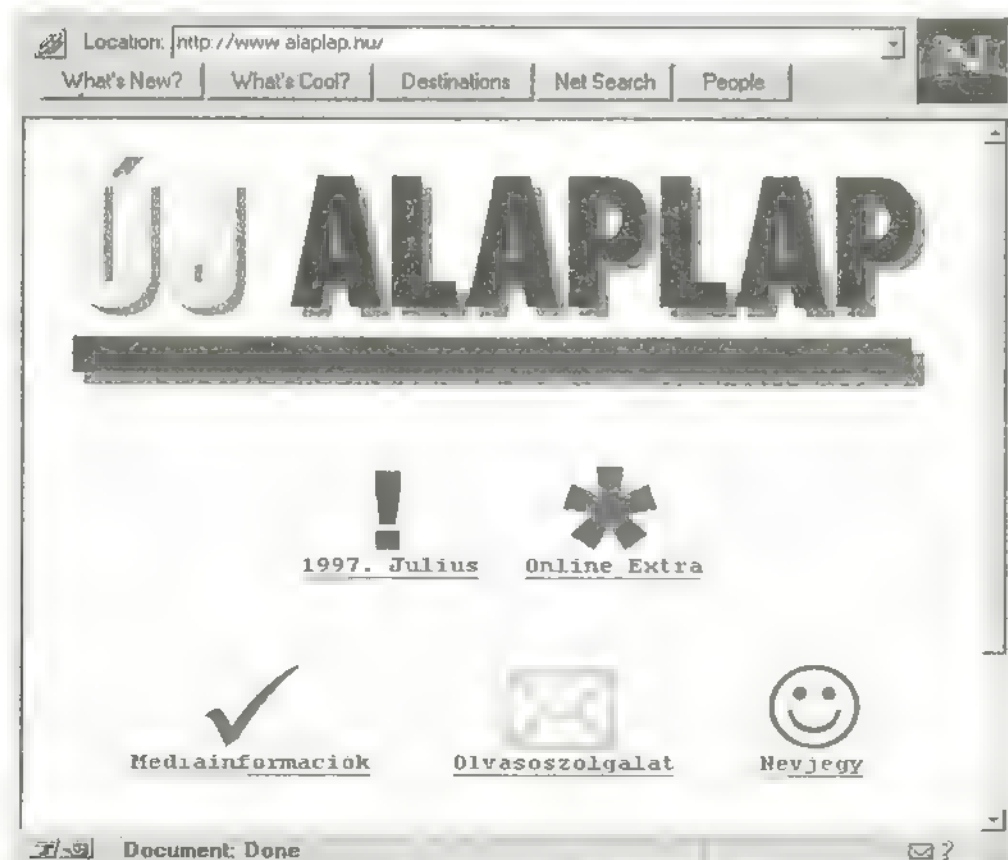 Location: http://www.alaplap.hu/
What's New? What's Cool? Destinations Net Search People
ÚJ ALAPLAP
1997. Julius Online Extra
Mediainformaciok Olvasoszolgalat Nevjegy
Document: Done